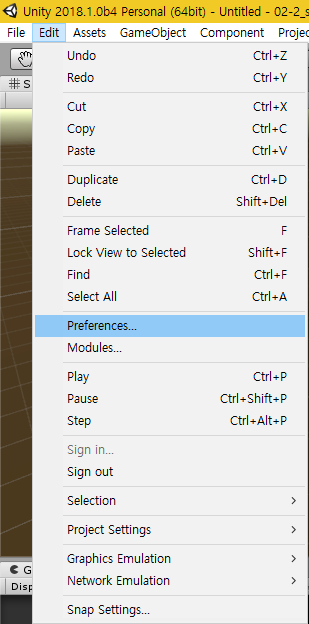 Unity 2018.1.0b4 Personal (64bit) - Untitled - 02-2_s
File Edit Assets GameObject Component Projec
S
Undo Ctrl+Z
Redo Ctrl+Y
Cut Ctrl+X
Copy Ctrl+C
Paste Ctrl+V
Duplicate Ctrl+D
Delete Shift+Del
Frame Selected F
Lock View to Selected Shift+F
Find Ctrl+F
Select All Ctrl+A
Preferences...
Modules...
Play Ctrl+P
Pause Ctrl+Shift+P
Step Ctrl+Alt+P
Sign in...
Sign out
Selection
Project Settings
Graphics Emulation
G
Network Emulation
Disp
Snap Settings...